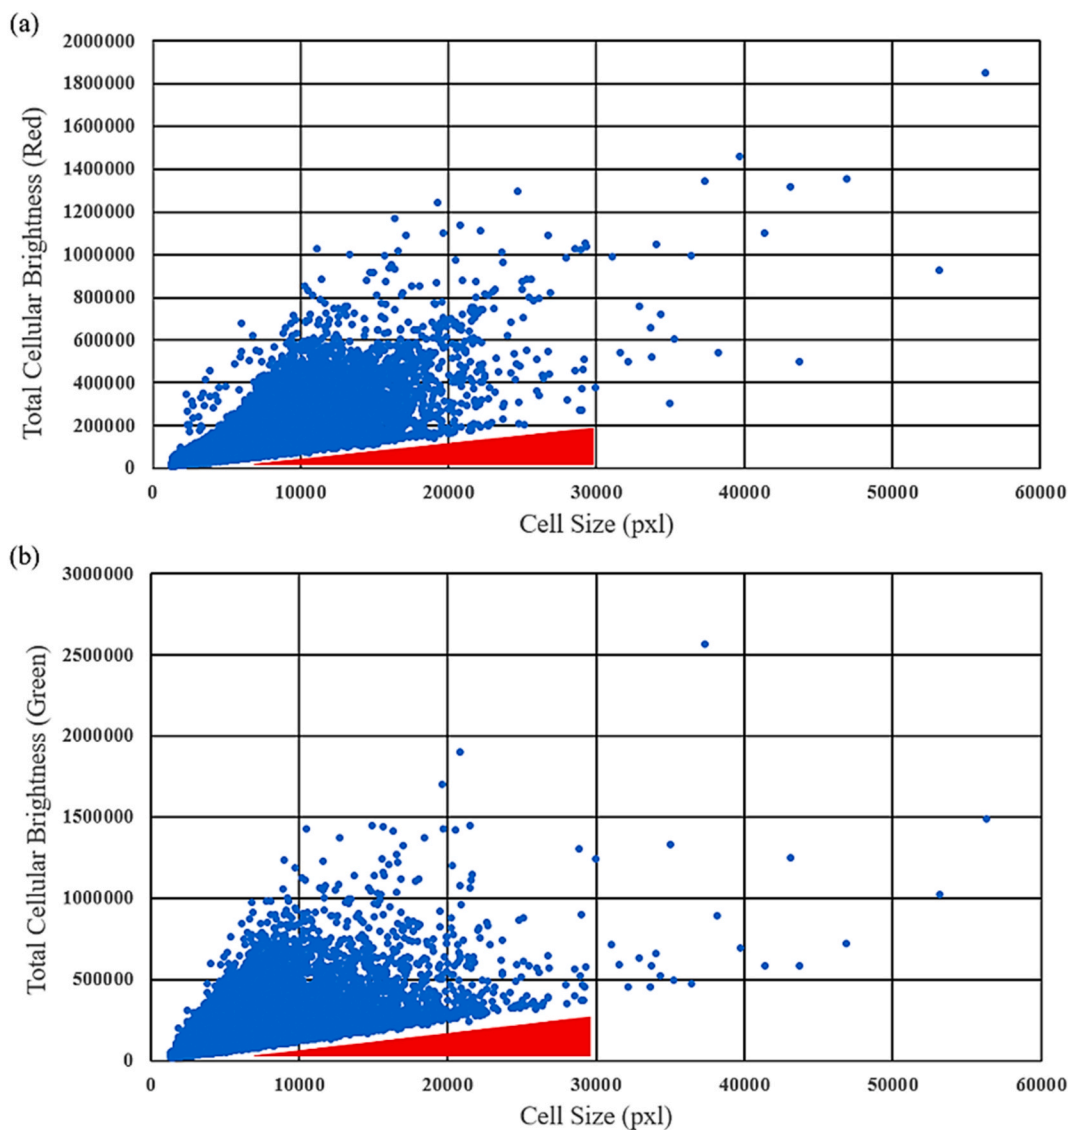 (a)
2000000
1800000
1600000
1400000
1200000
1000000
800000
600000
400000
200000
0
Total Cellular Brightness (Red)
0 10000 20000 30000 40000 50000 60000
Cell Size (pxl)
(b)
3000000
2500000
2000000
1500000
1000000
500000
0
Total Cellular Brightness (Green)
0 10000 20000 30000 40000 50000 60000
Cell Size (pxl)